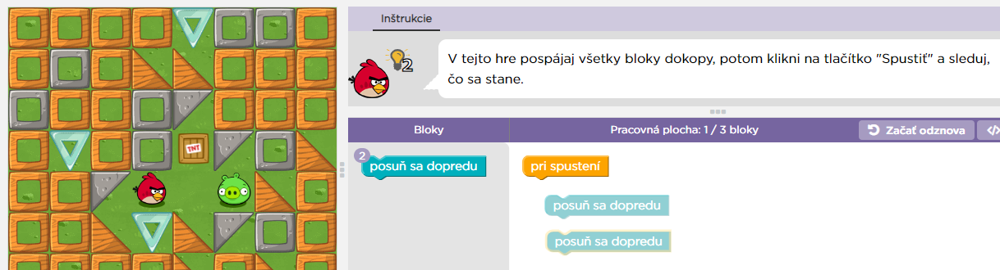 Inštrukcie
2
V tejto hre pospájaj všetky bloky dokopy, potom klikni na tlačítko "Spustiť" a sleduj,
čo sa stane.
Bloky
Pracovná plocha: 1 / 3 bloky
Začať odznova
</>
2
posuň sa dopredu
pri spustení
posuň sa dopredu
posuň sa dopredu
TNT